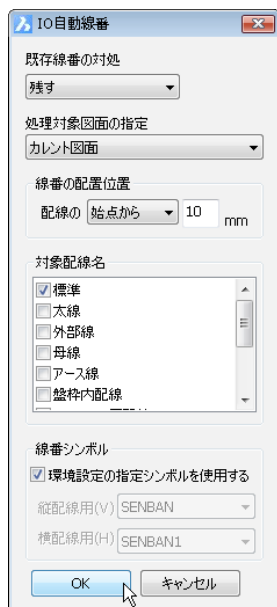 IO自動線番
既存線番の対処
残す
処理対象図面の指定
カレント図面
線番の配置位置
配線の 始点から 10 mm
対象配線名
標準
太線
外部線
母線
アース線
盤枠内配線
線番シンボル
環境設定の指定シンボルを使用する
縦配線用(V) SENBAN
横配線用(H) SENBAN1
OK キャンセル